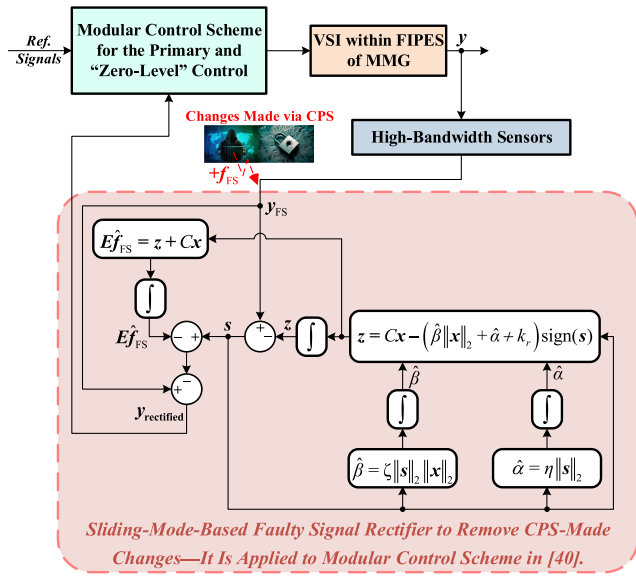 Ref.
Signals
Modular Control Scheme
for the Primary and
“Zero-Level” Control
VSI within FIPES
of MMG
y
Changes Made via CPS
+f_FS
High-Bandwidth Sensors
y_FS
Ef̂_FS = z + Cx
∫
Ef̂_FS
− +
s
+ −
z
∫
z = Cx − (β̂‖x‖₂ + α̂ + k_r) sign(s)
+ −
y_rectified
β̂
α̂
∫
∫
β̂ = ζ‖s‖₂‖x‖₂
α̂ = η‖s‖₂
Sliding-Mode-Based Faulty Signal Rectifier to Remove CPS-Made
Changes—It Is Applied to Modular Control Scheme in [40].